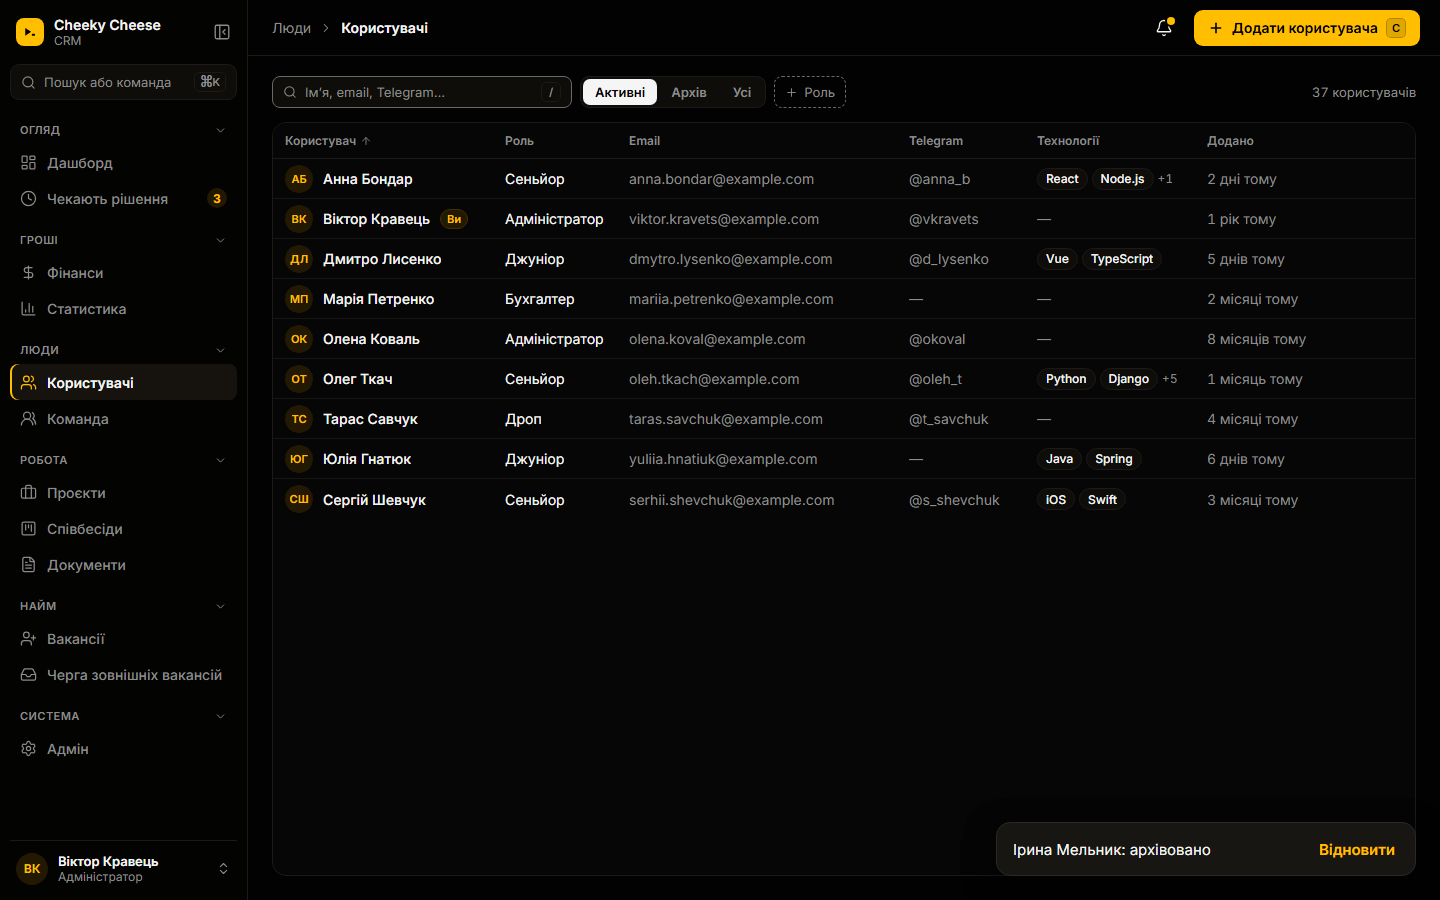 Cheeky Cheese
CRM
Пошук або команда ⌘K
ОГЛЯД
Дашборд
Чекають рішення 3
ГРОШІ
Фінанси
Статистика
ЛЮДИ
Користувачі
Команда
РОБОТА
Проєкти
Співбесіди
Документи
НАЙМ
Вакансії
Черга зовнішніх вакансій
СИСТЕМА
Адмін
ВК Віктор Кравець
Адміністратор
Люди > Користувачі
+ Додати користувача C
Ім'я, email, Telegram... /
Активні Архів Усі + Роль
37 користувачів
Користувач ↑ Роль Email Telegram Технології Додано
АБ Анна Бондар Сеньйор anna.bondar@example.com @anna_b React Node.js +1 2 дні тому
ВК Віктор Кравець Ви Адміністратор viktor.kravets@example.com @vkravets — 1 рік тому
ДЛ Дмитро Лисенко Джуніор dmytro.lysenko@example.com @d_lysenko Vue TypeScript 5 днів тому
МП Марія Петренко Бухгалтер mariia.petrenko@example.com — — 2 місяці тому
ОК Олена Коваль Адміністратор olena.koval@example.com @okoval — 8 місяців тому
ОТ Олег Ткач Сеньйор oleh.tkach@example.com @oleh_t Python Django +5 1 місяць тому
ТС Тарас Савчук Дроп taras.savchuk@example.com @t_savchuk — 4 місяці тому
ЮГ Юлія Гнатюк Джуніор yuliia.hnatiuk@example.com — Java Spring 6 днів тому
СШ Сергій Шевчук Сеньйор serhii.shevchuk@example.com @s_shevchuk iOS Swift 3 місяці тому
Ірина Мельник: архівовано Відновити